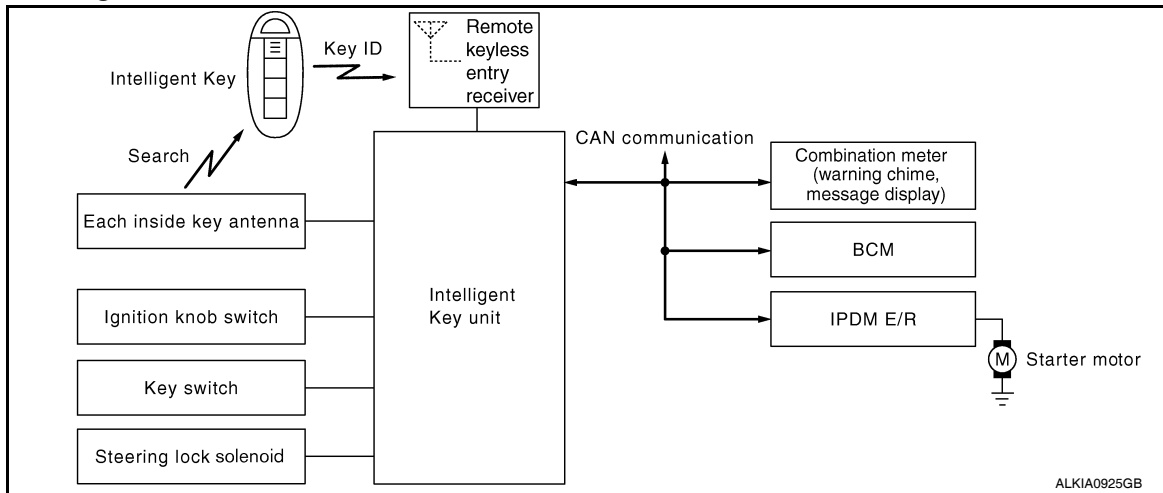 Intelligent Key
Key ID
Remote
keyless
entry
receiver
Search
Each inside key antenna
Ignition knob switch
Key switch
Steering lock solenoid
Intelligent
Key unit
CAN communication
Combination meter
(warning chime,
message display)
BCM
IPDM E/R
M
Starter motor
ALKIA0925GB